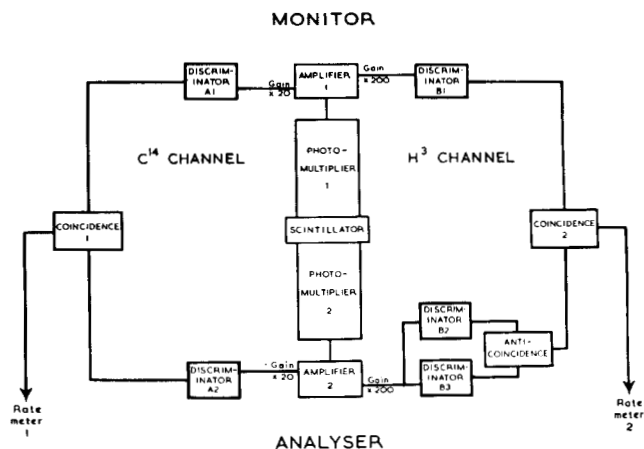 MONITOR
DISCRIM-
INATOR
A1
Gain
× 20
AMPLIFIER
1
Gain
× 200
DISCRIM-
INATOR
B1
C14 CHANNEL
PHOTO-
MULTIPLIER
1
H3 CHANNEL
COINCIDENCE
1
SCINTILLATOR
COINCIDENCE
2
PHOTO-
MULTIPLIER
2
DISCRIM-
INATOR
B2
ANTI-
COINCIDENCE
DISCRIM-
INATOR
A2
Gain
× 20
AMPLIFIER
2
Gain
× 200
DISCRIM-
INATOR
B3
Rate
meter
1
Rate
meter
2
ANALYSER